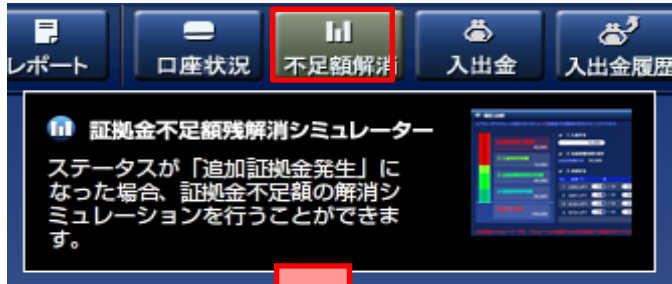 レポート
口座状況
不足額解消
入出金
入出金履歴
証拠金不足額残解消シミュレーター
ステータスが「追加証拠金発生」に
なった場合、証拠金不足額の解消シ
ミュレーションを行うことができま
す。